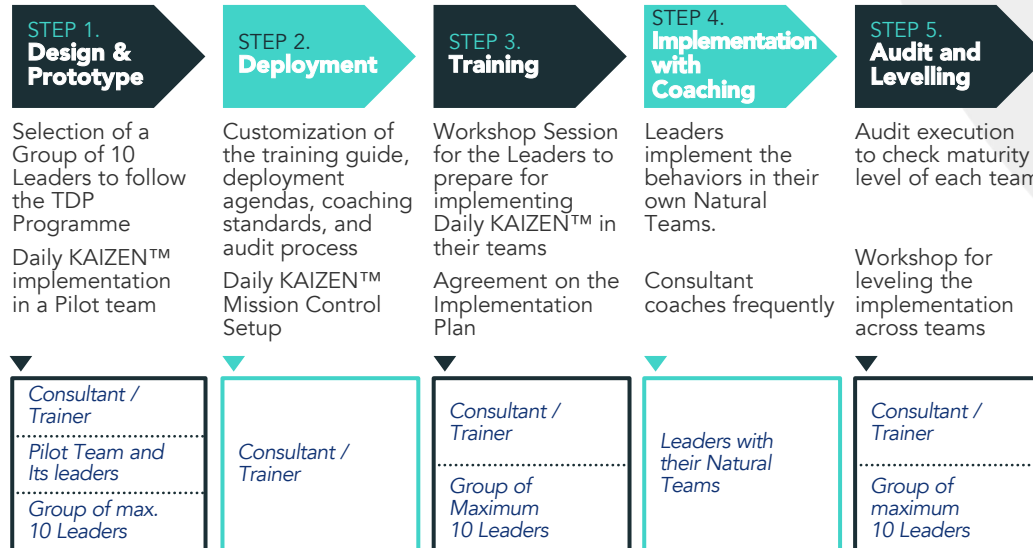 STEP 1.
Design &
Prototype
Selection of a
Group of 10
Leaders to follow
the TDP
Programme
Daily KAIZEN™
implementation
in a Pilot team
Consultant /
Trainer
Pilot Team and
Its leaders
Group of max.
10 Leaders
STEP 2.
Deployment
Customization of
the training guide,
deployment
agendas, coaching
standards, and
audit process
Daily KAIZEN™
Mission Control
Setup
Consultant /
Trainer
STEP 3.
Training
Workshop Session
for the Leaders to
prepare for
implementing
Daily KAIZEN™ in
their teams
Agreement on the
Implementation
Plan
Consultant /
Trainer
Group of
Maximum
10 Leaders
STEP 4.
Implementation
with
Coaching
Leaders
implement the
behaviors in their
own Natural
Teams.
Consultant
coaches frequently
Leaders with
their Natural
Teams
STEP 5.
Audit and
Levelling
Audit execution
to check maturity
level of each team
Workshop for
leveling the
implementation
across teams
Consultant /
Trainer
Group of
maximum
10 Leaders